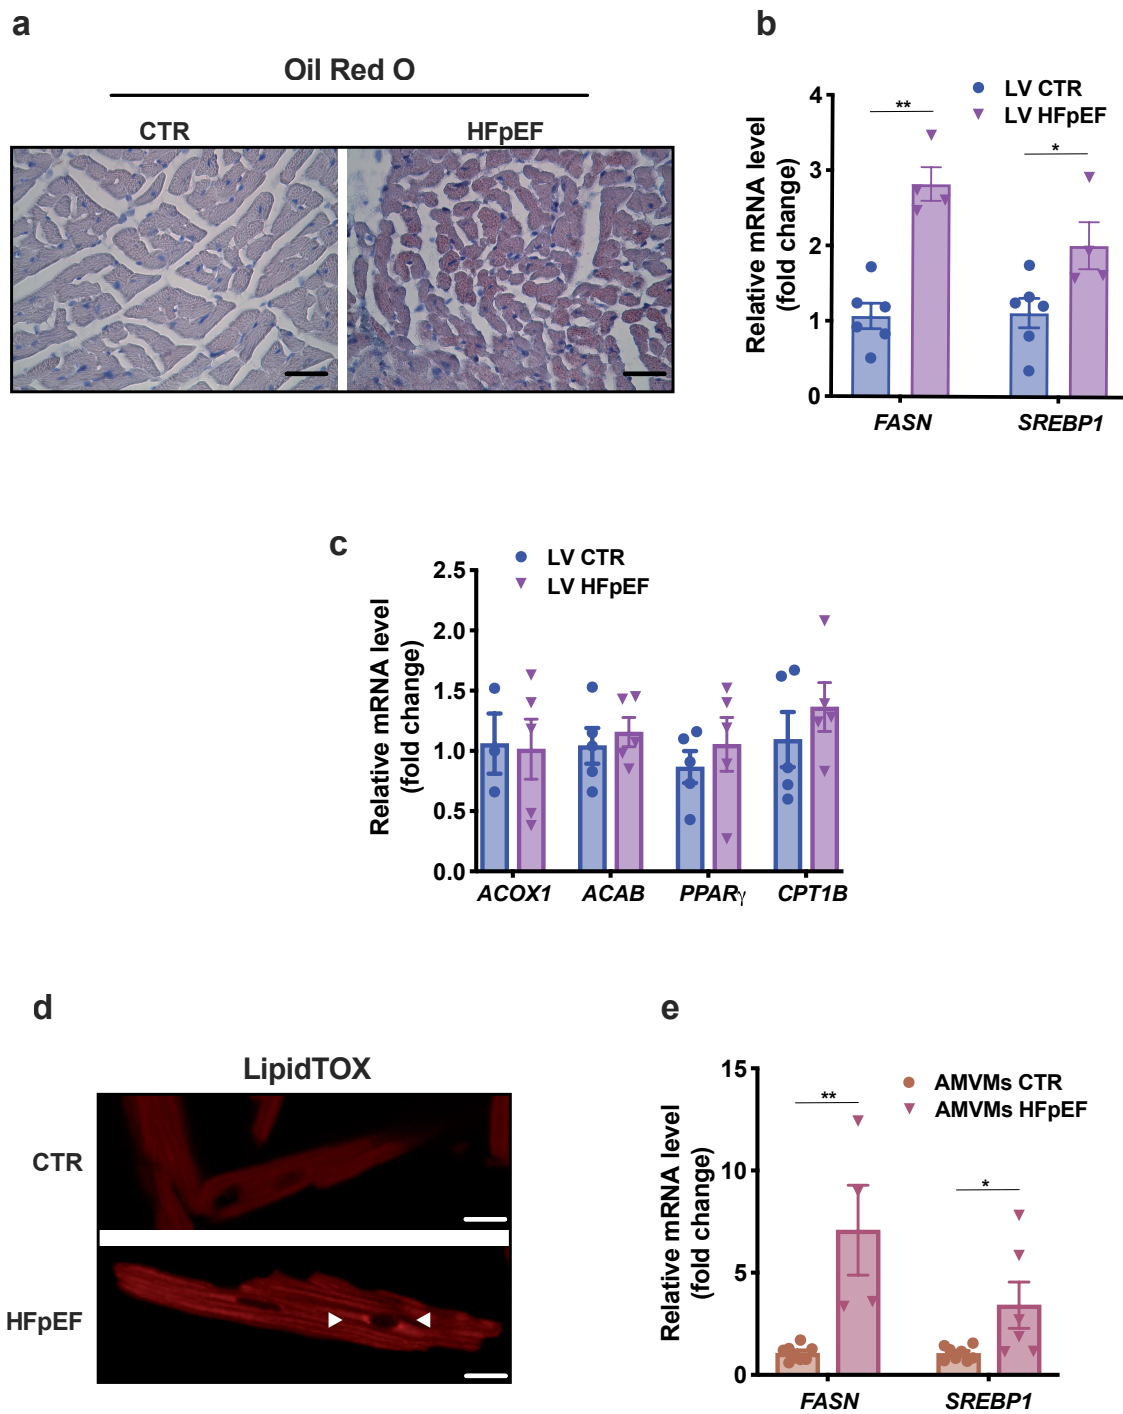 a
Oil Red O
CTR
HFpEF
b
LV CTR
LV HFpEF
Relative mRNA level
(fold change)
4
3
2
1
0
**
*
FASN
SREBP1
c
LV CTR
LV HFpEF
Relative mRNA level
(fold change)
2.5
2.0
1.5
1.0
0.5
0.0
ACOX1
ACAB
PPARγ
CPT1B
d
LipidTOX
CTR
HFpEF
e
AMVMs CTR
AMVMs HFpEF
Relative mRNA level
(fold change)
15
10
5
0
**
*
FASN
SREBP1